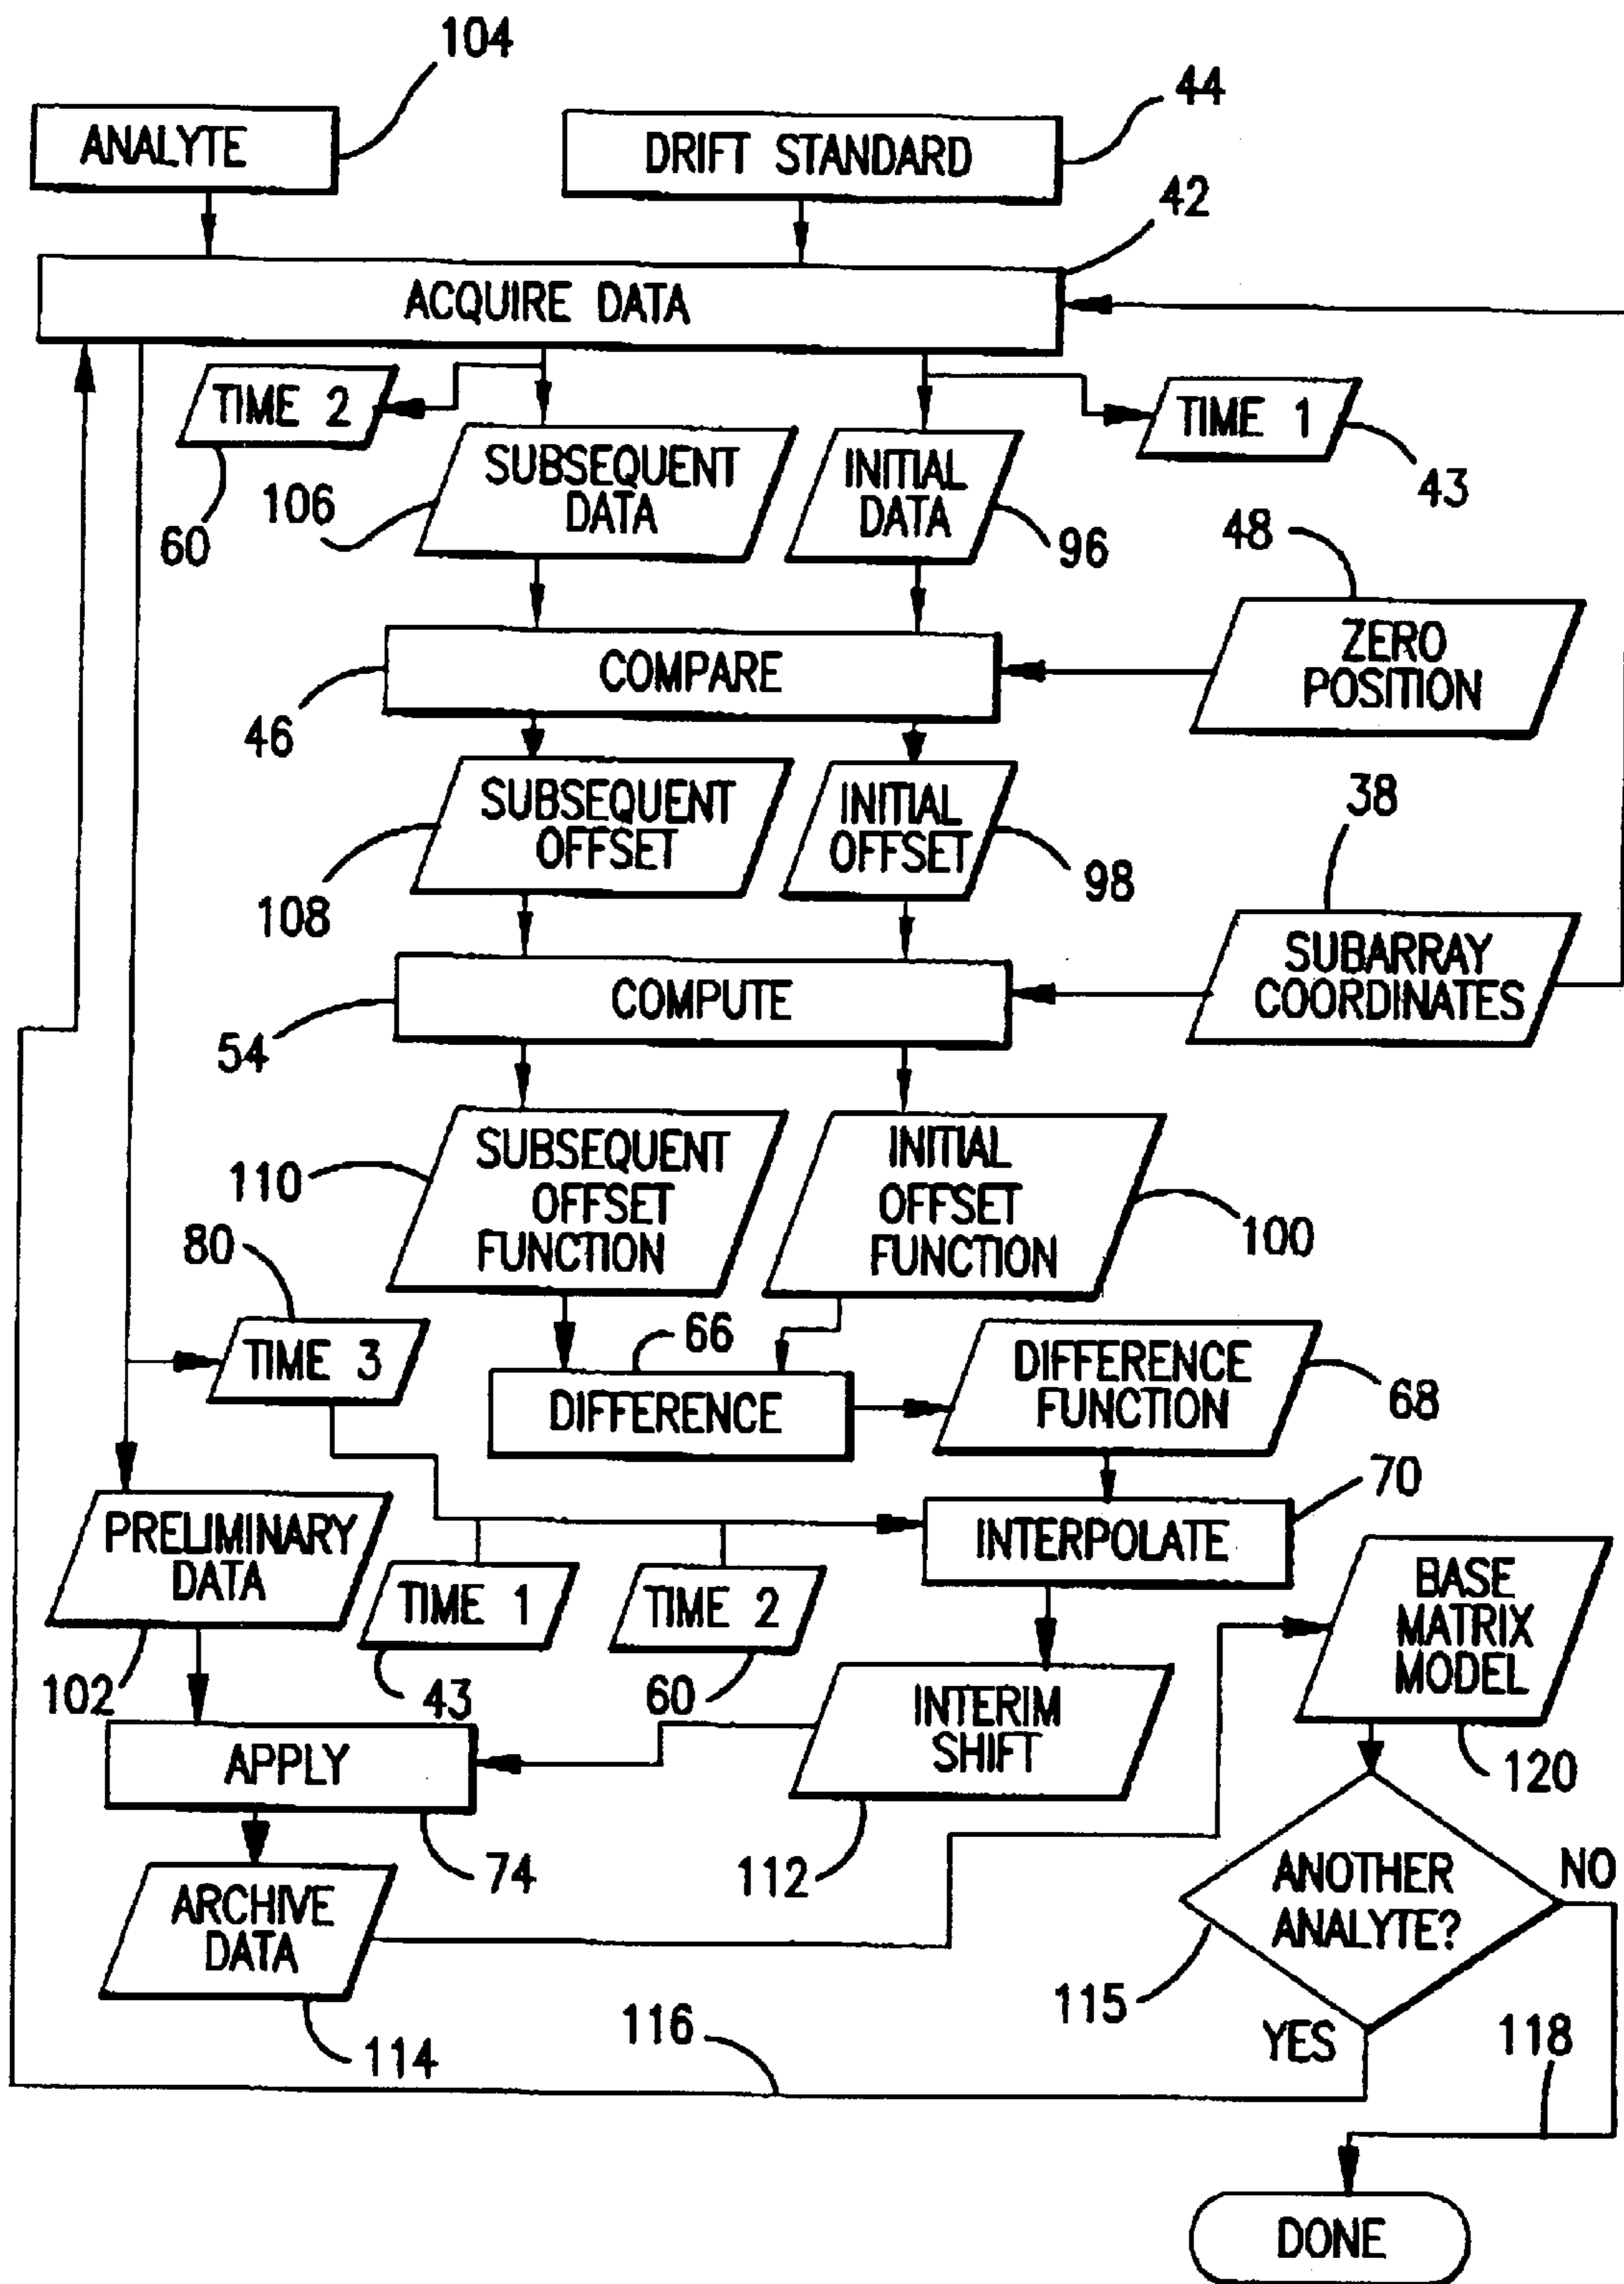 104
ANALYTE
44
DRIFT STANDARD
42
ACQUIRE DATA
TIME 2
TIME 1
60
106
SUBSEQUENT
DATA
INITIAL
DATA
43
96
48
ZERO
POSITION
COMPARE
46
SUBSEQUENT
OFFSET
INITIAL
OFFSET
108
98
38
SUBARRAY
COORDINATES
COMPUTE
54
SUBSEQUENT
OFFSET
FUNCTION
INITIAL
OFFSET
FUNCTION
110
100
80
TIME 3
66
DIFFERENCE
DIFFERENCE
FUNCTION
68
70
INTERPOLATE
PRELIMINARY
DATA
TIME 1
TIME 2
BASE
MATRIX
MODEL
102
43
60
INTERIM
SHIFT
120
APPLY
74
112
ARCHIVE
DATA
114
ANOTHER
ANALYTE?
NO
115
YES
116
118
DONE